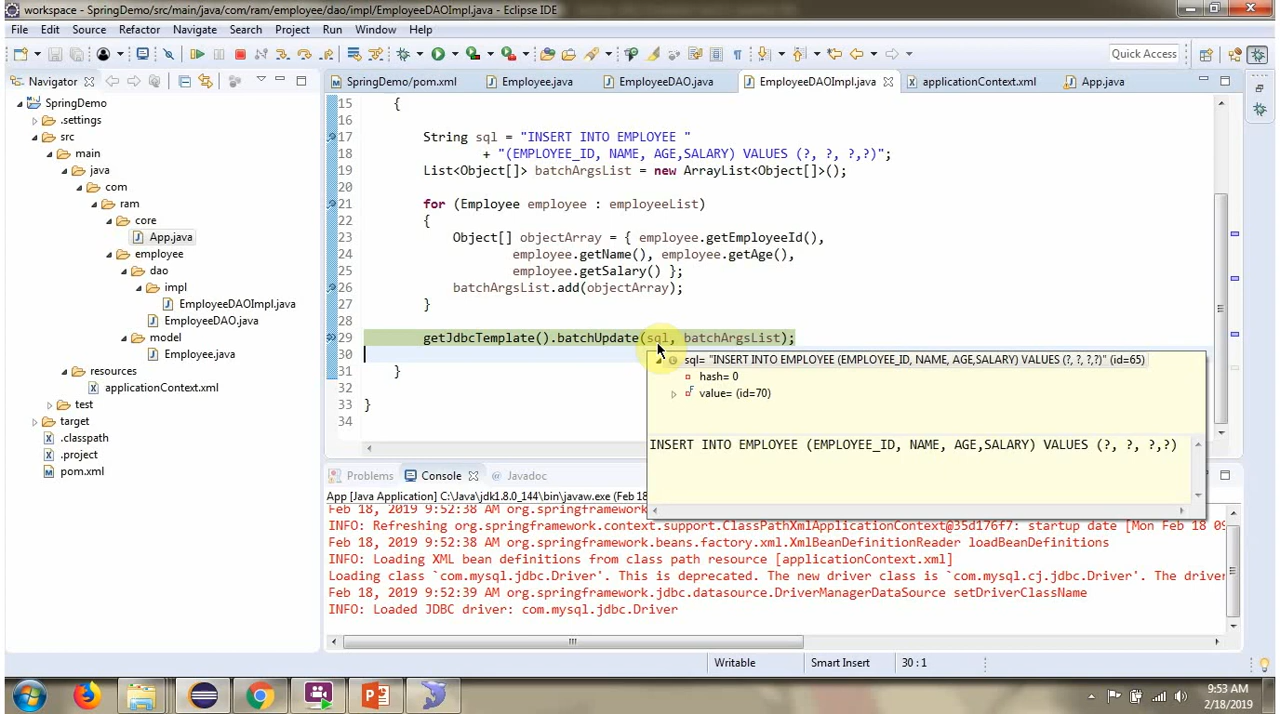 workspace - SpringDemo/src/main/java/com/ram/employee/dao/impl/EmployeeDAOImpl.java - Eclipse IDE
File Edit Source Refactor Navigate Search Project Run Window Help
Quick Access
Navigator
SpringDemo/pom.xml Employee.java EmployeeDAO.java EmployeeDAOImpl.java applicationContext.xml App.java
SpringDemo
.settings
src
main
java
com
ram
core
App.java
employee
dao
impl
EmployeeDAOImpl.java
EmployeeDAO.java
model
Employee.java
resources
applicationContext.xml
test
target
.classpath
.project
pom.xml
15 {
16
17 String sql = "INSERT INTO EMPLOYEE "
18 + "(EMPLOYEE_ID, NAME, AGE,SALARY) VALUES (?, ?, ?,?)";
19 List<Object[]> batchArgsList = new ArrayList<Object[]>();
20
21 for (Employee employee : employeeList)
22 {
23 Object[] objectArray = { employee.getEmployeeId(),
24 employee.getName(), employee.getAge(),
25 employee.getSalary() };
26 batchArgsList.add(objectArray);
27 }
28
29 getJdbcTemplate().batchUpdate(sql, batchArgsList);
30
31 }
32
33 }
34
sql= "INSERT INTO EMPLOYEE (EMPLOYEE_ID, NAME, AGE,SALARY) VALUES (?, ?, ?,?)" (id=65)
hash= 0
value= (id=70)
INSERT INTO EMPLOYEE (EMPLOYEE_ID, NAME, AGE,SALARY) VALUES (?, ?, ?,?)
Problems Console Javadoc
App [Java Application] C:\Java\jdk1.8.0_144\bin\javaw.exe (Feb 18
Feb 18, 2019 9:52:38 AM org.springframework.
INFO: Refreshing org.springframework.context.support.ClassPathXmlApplicationContext@35d176f7: startup date [Mon Feb 18 09
Feb 18, 2019 9:52:38 AM org.springframework.beans.factory.xml.XmlBeanDefinitionReader loadBeanDefinitions
INFO: Loading XML bean definitions from class path resource [applicationContext.xml]
Loading class `com.mysql.jdbc.Driver'. This is deprecated. The new driver class is `com.mysql.cj.jdbc.Driver'. The driver
Feb 18, 2019 9:52:39 AM org.springframework.jdbc.datasource.DriverManagerDataSource setDriverClassName
INFO: Loaded JDBC driver: com.mysql.jdbc.Driver
Writable Smart Insert 30 : 1
9:53 AM
2/18/2019